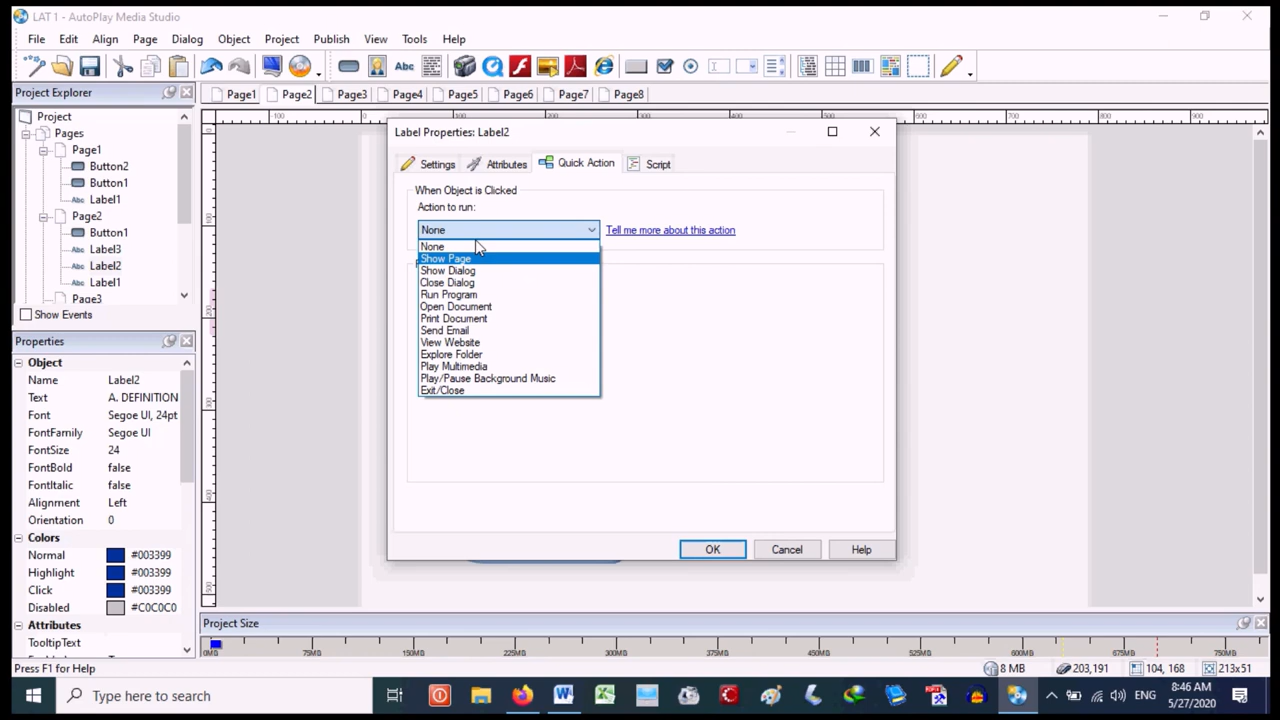 LAT 1 - AutoPlay Media Studio
File Edit Align Page Dialog Object Project Publish View Tools Help
Abc
Project Explorer
Page1 Page2 Page3 Page4 Page5 Page6 Page7 Page8
Project
Pages
Page1
Button2
Button1
Abc Label1
Page2
Button1
Abc Label3
Abc Label2
Abc Label1
Page3
Show Events
Properties
Object
Name Label2
Text A. DEFINITION
Font Segoe UI, 24pt
FontFamily Segoe UI
FontSize 24
FontBold false
FontItalic false
Alignment Left
Orientation 0
Colors
Normal #003399
Highlight #003399
Click #003399
Disabled #C0C0C0
Attributes
TooltipText
Label Properties: Label2
Settings Attributes Quick Action Script
When Object is Clicked
Action to run:
None
Tell me more about this action
None
Show Page
Show Dialog
Close Dialog
Run Program
Open Document
Print Document
Send Email
View Website
Explore Folder
Play Multimedia
Play/Pause Background Music
Exit/Close
OK Cancel Help
Project Size
0MB 75MB 150MB 225MB 300MB 375MB 450MB 525MB 600MB 675MB 750MB
Press F1 for Help
8 MB 203,191 104, 168 213x51
Type here to search
ENG
8:46 AM
5/27/2020